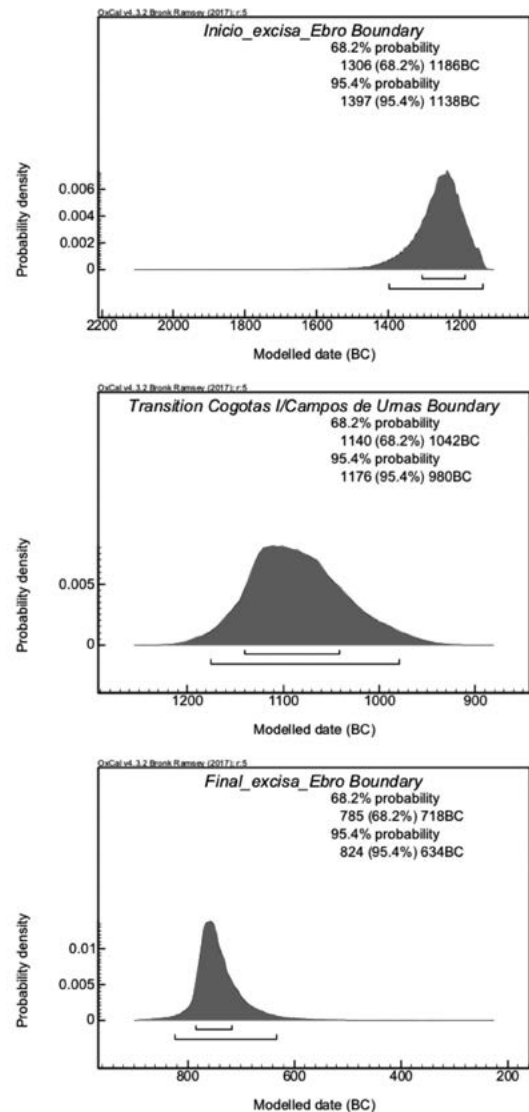 OxCal v4.3.2 Bronk Ramsey (2017); r:5
Inicio_excisa_Ebro Boundary
68.2% probability
1306 (68.2%) 1186BC
95.4% probability
1397 (95.4%) 1138BC
Probability density
0.006
0.004
0.002
0
2200 2000 1800 1600 1400 1200
Modelled date (BC)
OxCal v4.3.2 Bronk Ramsey (2017); r:5
Transition Cogotas I/Campos de Urnas Boundary
68.2% probability
1140 (68.2%) 1042BC
95.4% probability
1176 (95.4%) 980BC
Probability density
0.005
0
1200 1100 1000 900
Modelled date (BC)
OxCal v4.3.2 Bronk Ramsey (2017); r:5
Final_excisa_Ebro Boundary
68.2% probability
785 (68.2%) 718BC
95.4% probability
824 (95.4%) 634BC
Probability density
0.01
0.005
0
800 600 400 200
Modelled date (BC)